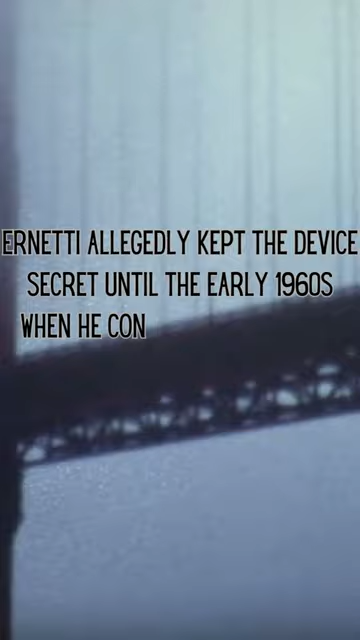 ERNETTI ALLEGEDLY KEPT THE DEVICE
SECRET UNTIL THE EARLY 1960S
WHEN HE CON